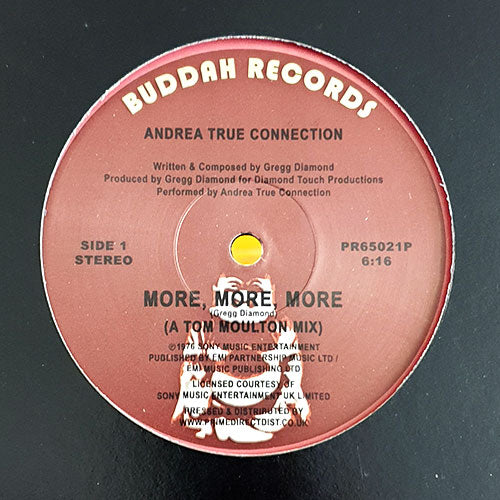 BUDDAH RECORDS
ANDREA TRUE CONNECTION
Written & Composed by Gregg Diamond
Produced by Gregg Diamond for Diamond Touch Productions
Performed by Andrea True Connection
SIDE 1
STEREO
PR65021P
6:16
MORE, MORE, MORE
(Gregg Diamond)
(A TOM MOULTON MIX)
℗1976 SONY MUSIC ENTERTAINMENT
PUBLISHED BY EMI PARTNERSHIP MUSIC LTD /
EMI MUSIC PUBLISHING LTD
LICENSED COURTESY OF
SONY MUSIC ENTERTAINMENT UK LIMITED
PRESSED & DISTRIBUTED BY
WWW.PRIMEDIRECTDIST.CO.UK